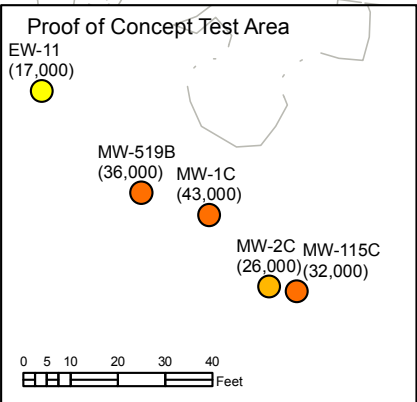 Proof of Concept Test Area
EW-11
(17,000)
MW-519B
(36,000)
MW-1C
(43,000)
MW-2C
(26,000)
MW-115C
(32,000)
0 5 10 20 30 40
Feet